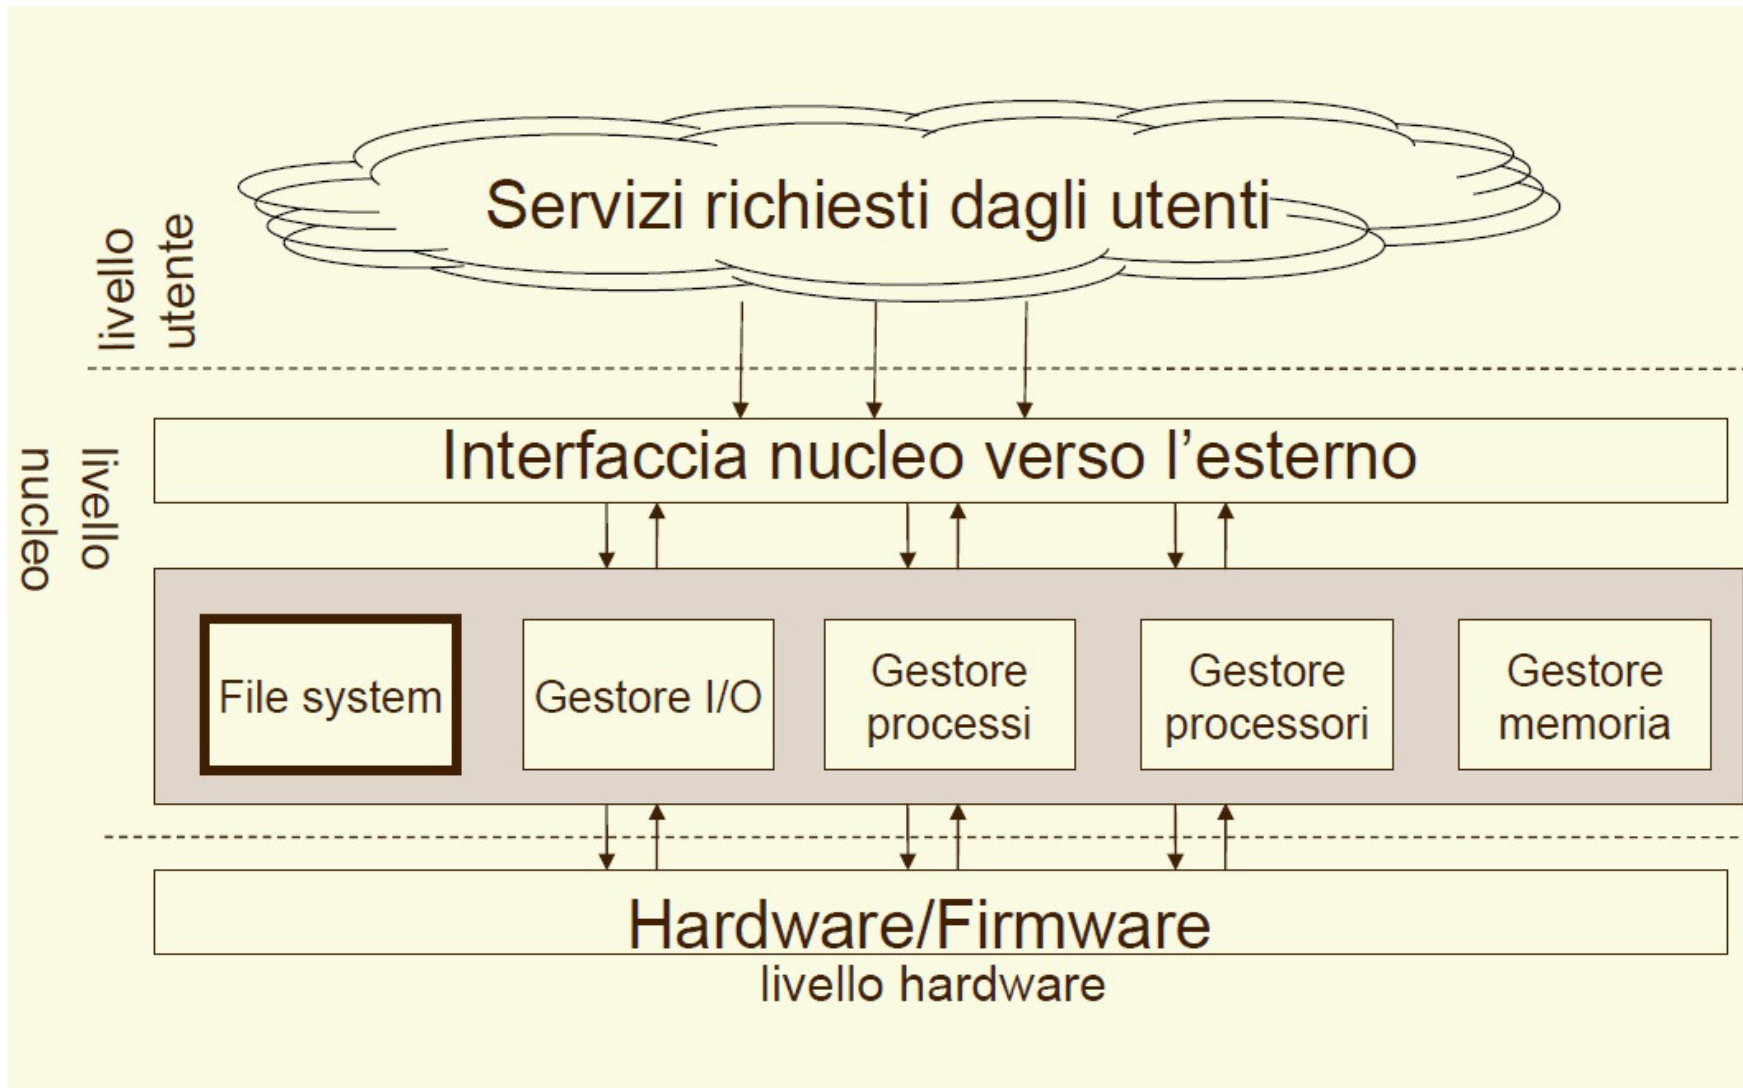 Servizi richiesti dagli utenti
livello
utente
Interfaccia nucleo verso l'esterno
livello
nucleo
File system
Gestore I/O
Gestore
processi
Gestore
processori
Gestore
memoria
Hardware/Firmware
livello hardware